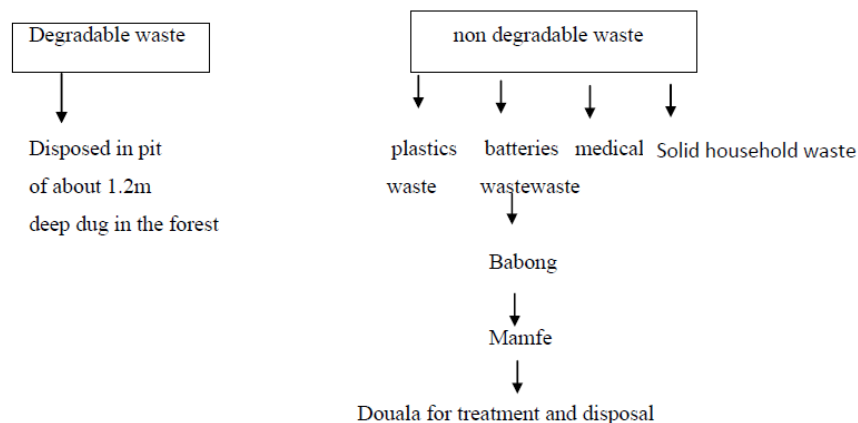 Degradable waste
non degradable waste
Disposed in pit
of about 1.2m
deep dug in the forest
plastics batteries medical Solid household waste
waste wastewaste
Babong
Mamfe
Douala for treatment and disposal